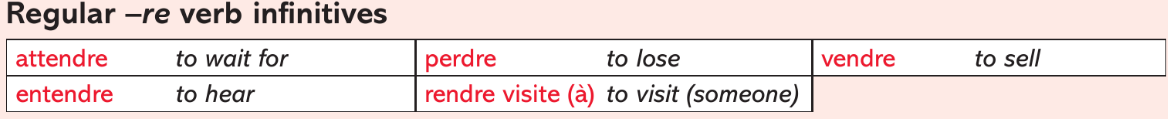 Regular –re verb infinitives
attendre to wait for perdre to lose vendre to sell
entendre to hear rendre visite (à) to visit (someone)